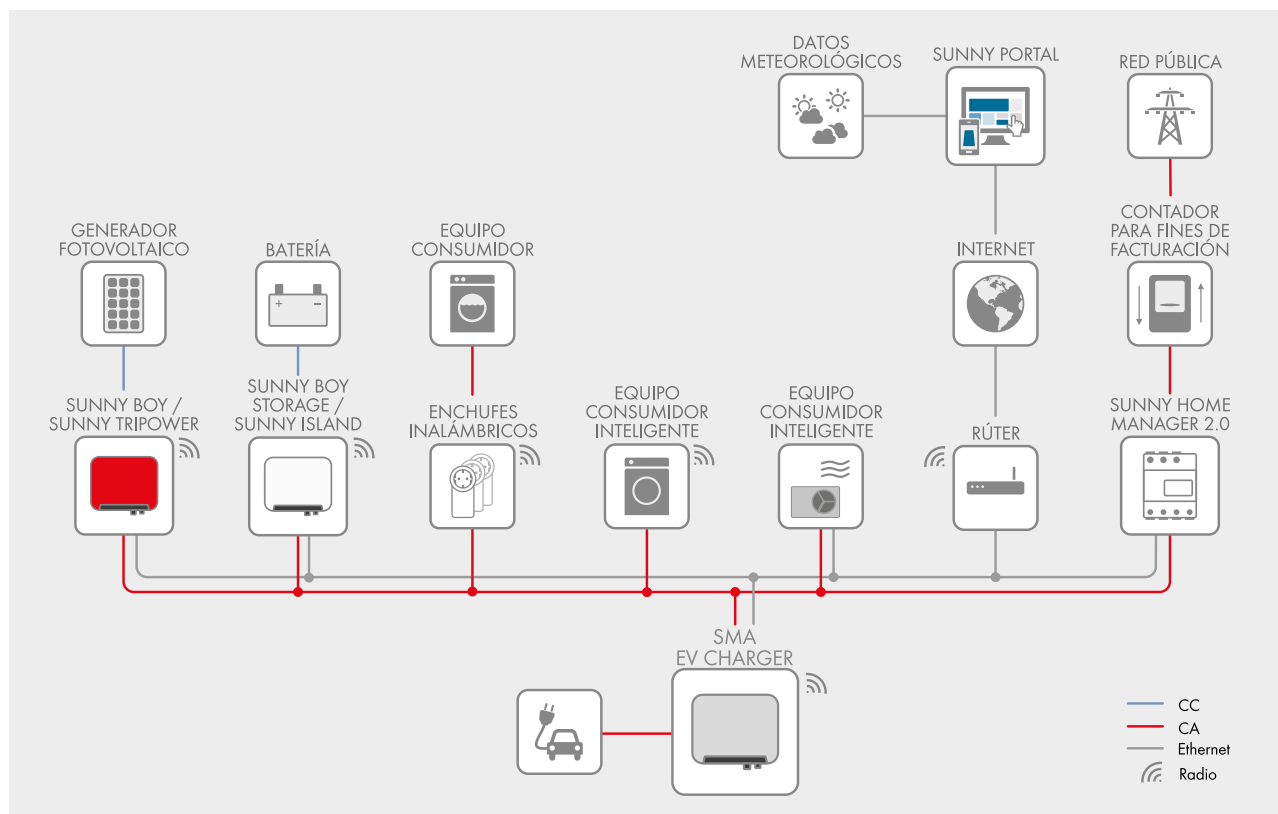 DATOS
METEOROLÓGICOS
SUNNY PORTAL
RED PÚBLICA
GENERADOR
FOTOVOLTAICO
BATERÍA
EQUIPO
CONSUMIDOR
INTERNET
CONTADOR
PARA FINES DE
FACTURACIÓN
SUNNY BOY /
SUNNY TRIPOWER
SUNNY BOY
STORAGE /
SUNNY ISLAND
ENCHUFES
INALÁMBRICOS
EQUIPO
CONSUMIDOR
INTELIGENTE
EQUIPO
CONSUMIDOR
INTELIGENTE
RÚTER
SUNNY HOME
MANAGER 2.0
SMA
EV CHARGER
CC
CA
Ethernet
Radio